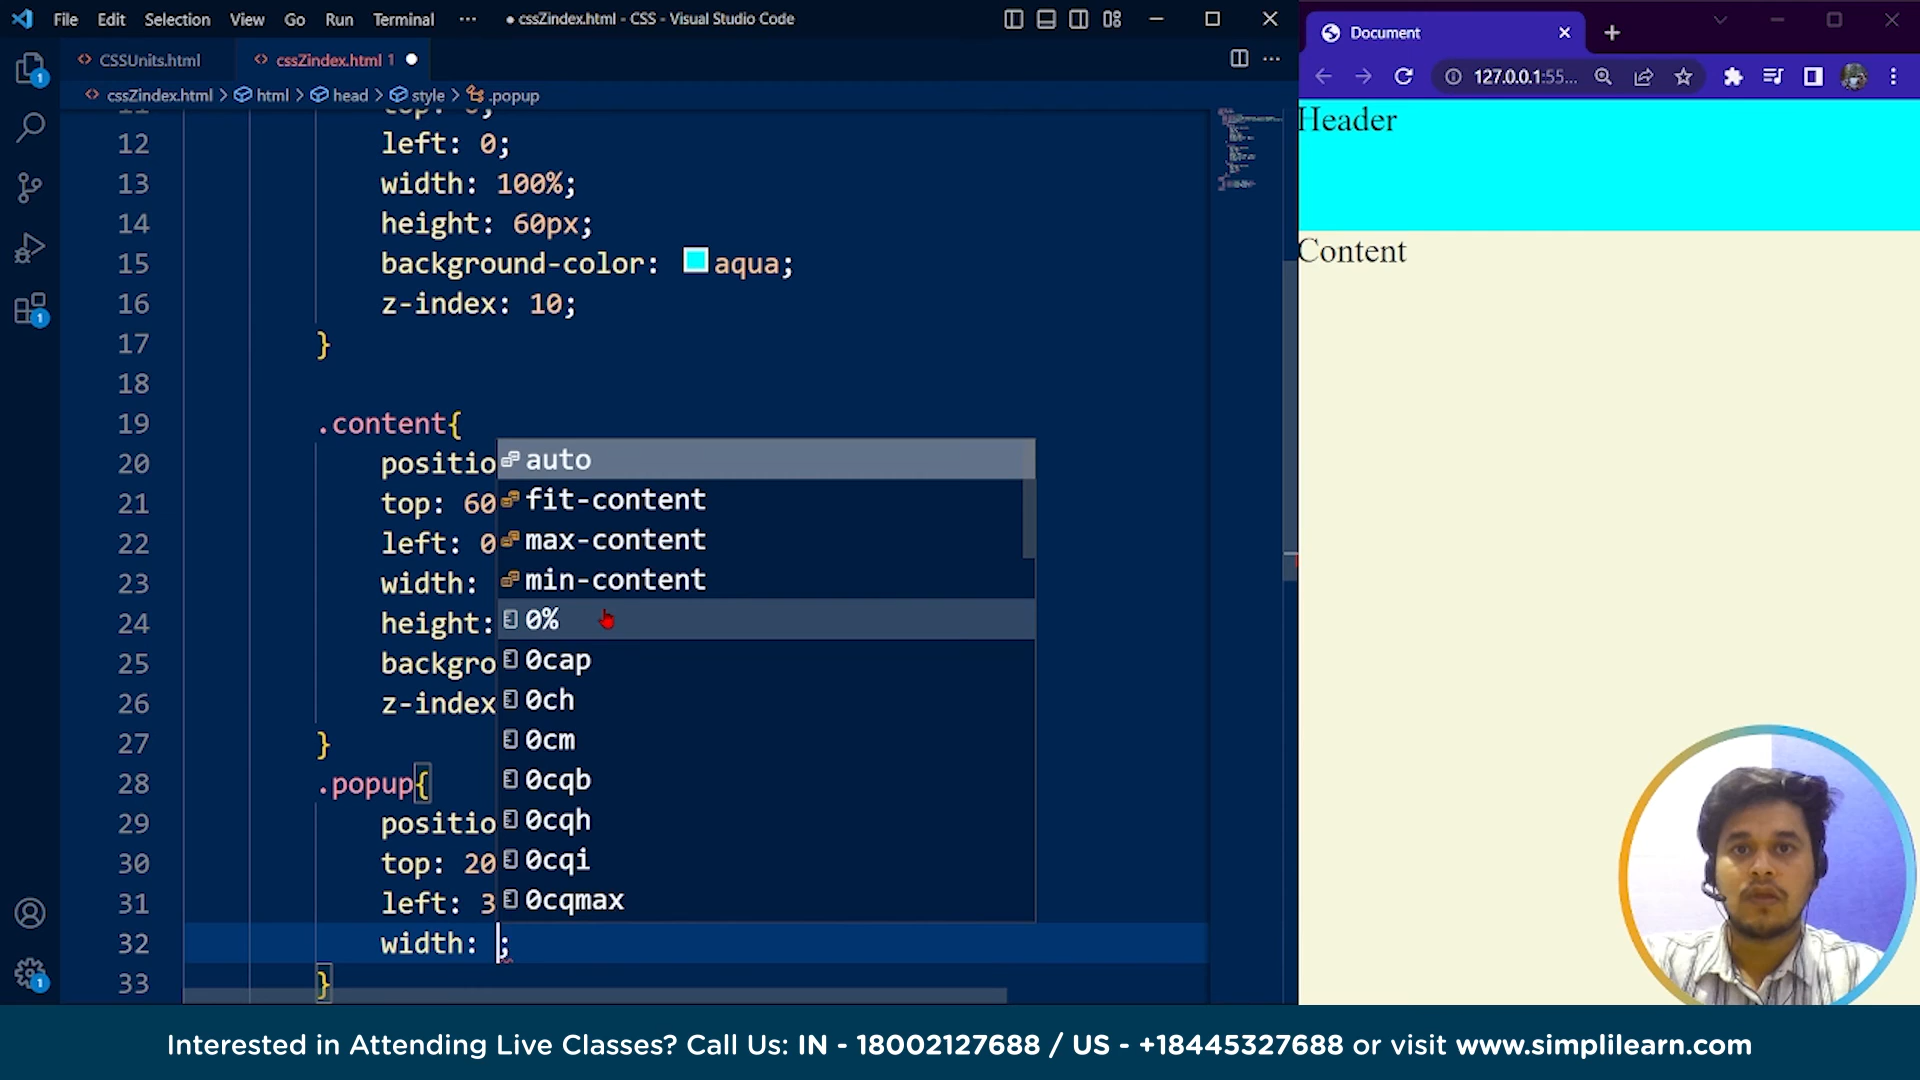 File Edit Selection View Go Run Terminal ··· ● cssZindex.html - CSS - Visual Studio Code
CSSUnits.html cssZindex.html 1 ●
cssZindex.html > html > head > style > .popup
12 left: 0;
13 width: 100%;
14 height: 60px;
15 background-color: aqua;
16 z-index: 10;
17 }
18
19 .content{
20 positio
21 top: 60
22 left: 0
23 width:
24 height:
25 backgro
26 z-index
27 }
28 .popup{
29 positio
30 top: 20
31 left: 3
32 width: ;
33 }
auto
fit-content
max-content
min-content
0%
0cap
0ch
0cm
0cqb
0cqh
0cqi
0cqmax
Document
127.0.0.1:55...
Header
Content
Interested in Attending Live Classes? Call Us: IN - 18002127688 / US - +18445327688 or visit www.simplilearn.com